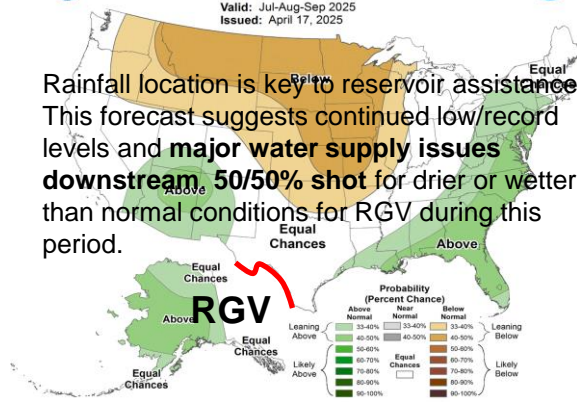 Valid: Jul-Aug-Sep 2025
Issued: April 17, 2025
Below
Equal
Chances
Rainfall location is key to reservoir assistance
This forecast suggests continued low/record
levels and major water supply issues
downstream 50/50% shot for drier or wetter
than normal conditions for RGV during this
period.
Above
Equal
Chances
Above
Equal
Chances
Above
RGV
Equal
Chances
Equal
Chances
Probability
(Percent Chance)
Above Normal
Near Normal
Below Normal
Leaning Above
33-40% 33-40% 33-40%
40-50% 40-50% 40-50%
Leaning Below
50-60% 50-60%
Likely Above
60-70% Equal Chances 60-70%
70-80% 70-80%
Likely Below
80-90% 80-90%
90-100% 90-100%